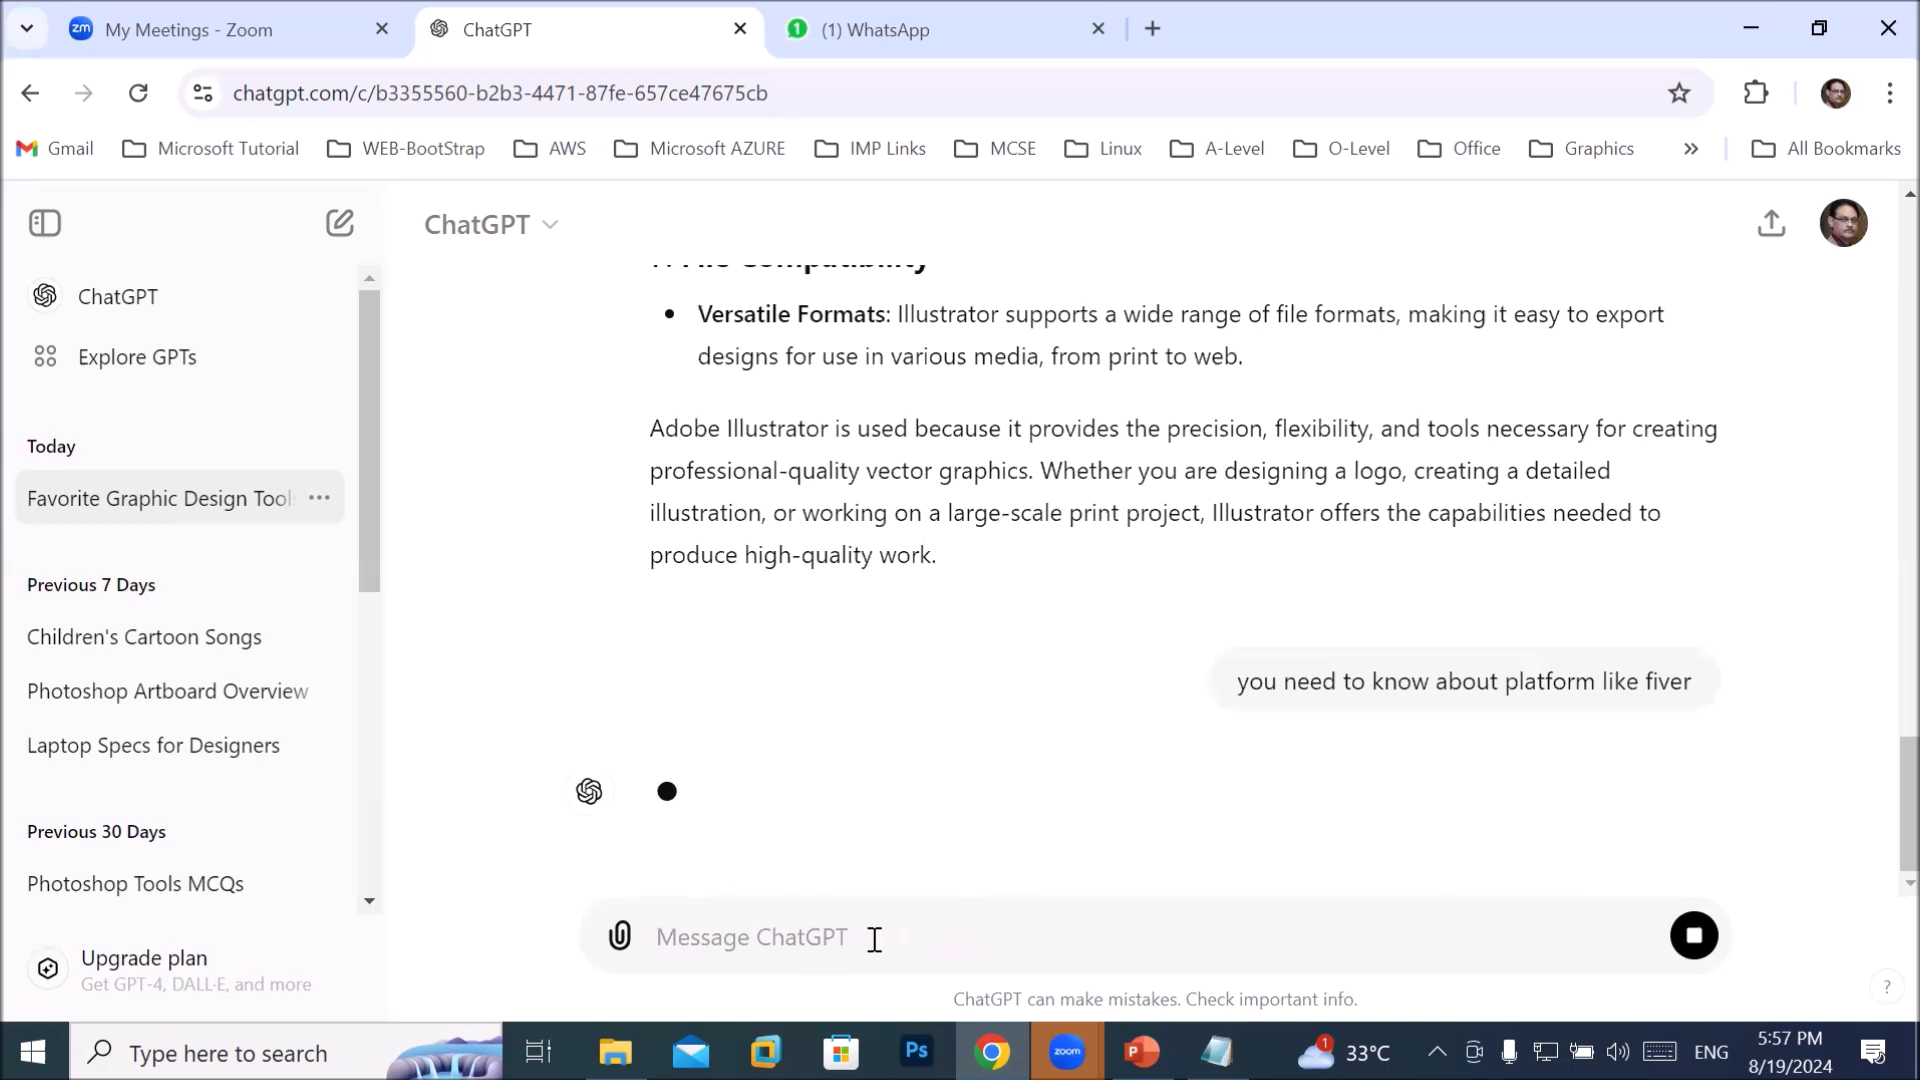 My Meetings - Zoom
ChatGPT
(1) WhatsApp
chatgpt.com/c/b3355560-b2b3-4471-87fe-657ce47675cb
Gmail
Microsoft Tutorial
WEB-BootStrap
AWS
Microsoft AZURE
IMP Links
MCSE
Linux
A-Level
O-Level
Office
Graphics
All Bookmarks
ChatGPT
ChatGPT
Explore GPTs
Today
Favorite Graphic Design Tool
Previous 7 Days
Children's Cartoon Songs
Photoshop Artboard Overview
Laptop Specs for Designers
Previous 30 Days
Photoshop Tools MCQs
Upgrade plan
Get GPT-4, DALL·E, and more
File Compatibility
• Versatile Formats: Illustrator supports a wide range of file formats, making it easy to export
designs for use in various media, from print to web.
Adobe Illustrator is used because it provides the precision, flexibility, and tools necessary for creating
professional-quality vector graphics. Whether you are designing a logo, creating a detailed
illustration, or working on a large-scale print project, Illustrator offers the capabilities needed to
produce high-quality work.
you need to know about platform like fiver
Message ChatGPT
ChatGPT can make mistakes. Check important info.
?
Type here to search
Ps
zoom
33°C
ENG
5:57 PM
8/19/2024